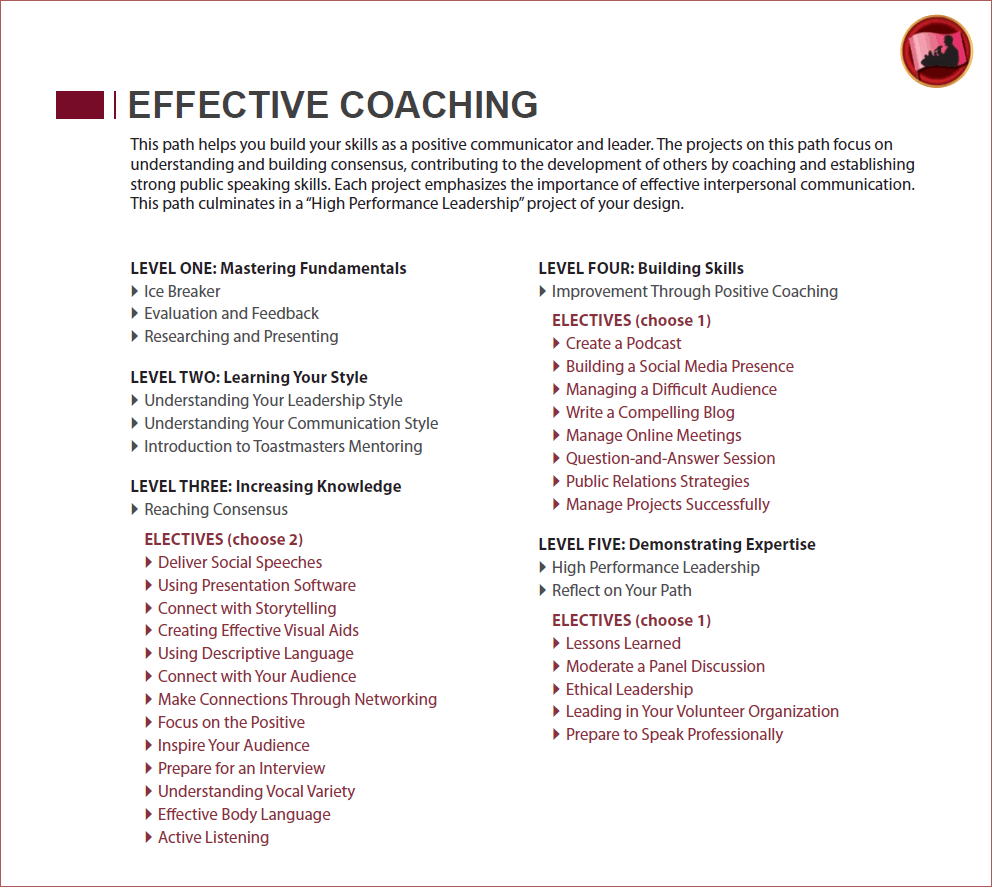 EFFECTIVE COACHING
This path helps you build your skills as a positive communicator and leader. The projects on this path focus on
understanding and building consensus, contributing to the development of others by coaching and establishing
strong public speaking skills. Each project emphasizes the importance of effective interpersonal communication.
This path culminates in a “High Performance Leadership” project of your design.
LEVEL ONE: Mastering Fundamentals
Ice Breaker
Evaluation and Feedback
Researching and Presenting
LEVEL TWO: Learning Your Style
Understanding Your Leadership Style
Understanding Your Communication Style
Introduction to Toastmasters Mentoring
LEVEL THREE: Increasing Knowledge
Reaching Consensus
ELECTIVES (choose 2)
Deliver Social Speeches
Using Presentation Software
Connect with Storytelling
Creating Effective Visual Aids
Using Descriptive Language
Connect with Your Audience
Make Connections Through Networking
Focus on the Positive
Inspire Your Audience
Prepare for an Interview
Understanding Vocal Variety
Effective Body Language
Active Listening
LEVEL FOUR: Building Skills
Improvement Through Positive Coaching
ELECTIVES (choose 1)
Create a Podcast
Building a Social Media Presence
Managing a Difficult Audience
Write a Compelling Blog
Manage Online Meetings
Question-and-Answer Session
Public Relations Strategies
Manage Projects Successfully
LEVEL FIVE: Demonstrating Expertise
High Performance Leadership
Reflect on Your Path
ELECTIVES (choose 1)
Lessons Learned
Moderate a Panel Discussion
Ethical Leadership
Leading in Your Volunteer Organization
Prepare to Speak Professionally